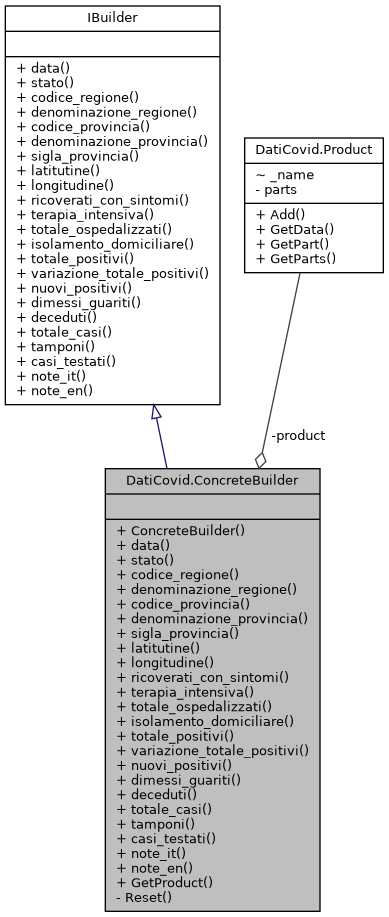 IBuilder
+ data()
+ stato()
+ codice_regione()
+ denominazione_regione()
+ codice_provincia()
+ denominazione_provincia()
+ sigla_provincia()
+ latitutine()
+ longitudine()
+ ricoverati_con_sintomi()
+ terapia_intensiva()
+ totale_ospedalizzati()
+ isolamento_domiciliare()
+ totale_positivi()
+ variazione_totale_positivi()
+ nuovi_positivi()
+ dimessi_guariti()
+ deceduti()
+ totale_casi()
+ tamponi()
+ casi_testati()
+ note_it()
+ note_en()
DatiCovid.Product
~ _name
- parts
+ Add()
+ GetData()
+ GetPart()
+ GetParts()
-product
DatiCovid.ConcreteBuilder
+ ConcreteBuilder()
+ data()
+ stato()
+ codice_regione()
+ denominazione_regione()
+ codice_provincia()
+ denominazione_provincia()
+ sigla_provincia()
+ latitutine()
+ longitudine()
+ ricoverati_con_sintomi()
+ terapia_intensiva()
+ totale_ospedalizzati()
+ isolamento_domiciliare()
+ totale_positivi()
+ variazione_totale_positivi()
+ nuovi_positivi()
+ dimessi_guariti()
+ deceduti()
+ totale_casi()
+ tamponi()
+ casi_testati()
+ note_it()
+ note_en()
+ GetProduct()
- Reset()